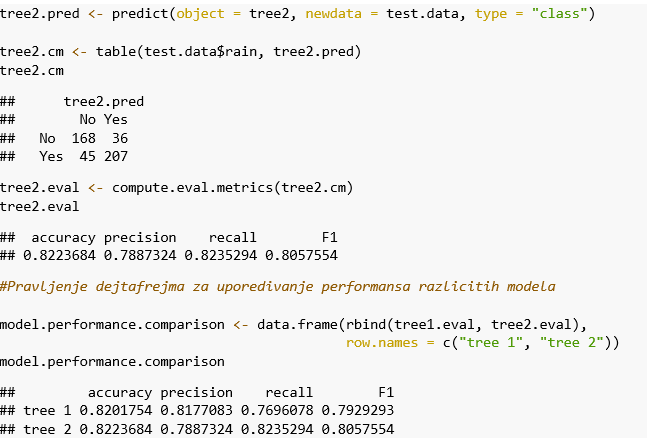 tree2.pred <- predict(object = tree2, newdata = test.data, type = "class")
tree2.cm <- table(test.data$rain, tree2.pred)
tree2.cm
##      tree2.pred
##        No Yes
##   No  168  36
##   Yes  45 207
tree2.eval <- compute.eval.metrics(tree2.cm)
tree2.eval
##  accuracy precision    recall        F1
## 0.8223684 0.7887324 0.8235294 0.8057554
#Pravljenje dejtafrejma za uporedivanje performansa razlicitih modela
model.performance.comparison <- data.frame(rbind(tree1.eval, tree2.eval),
row.names = c("tree 1", "tree 2"))
model.performance.comparison
##         accuracy precision    recall        F1
## tree 1 0.8201754 0.8177083 0.7696078 0.7929293
## tree 2 0.8223684 0.7887324 0.8235294 0.8057554